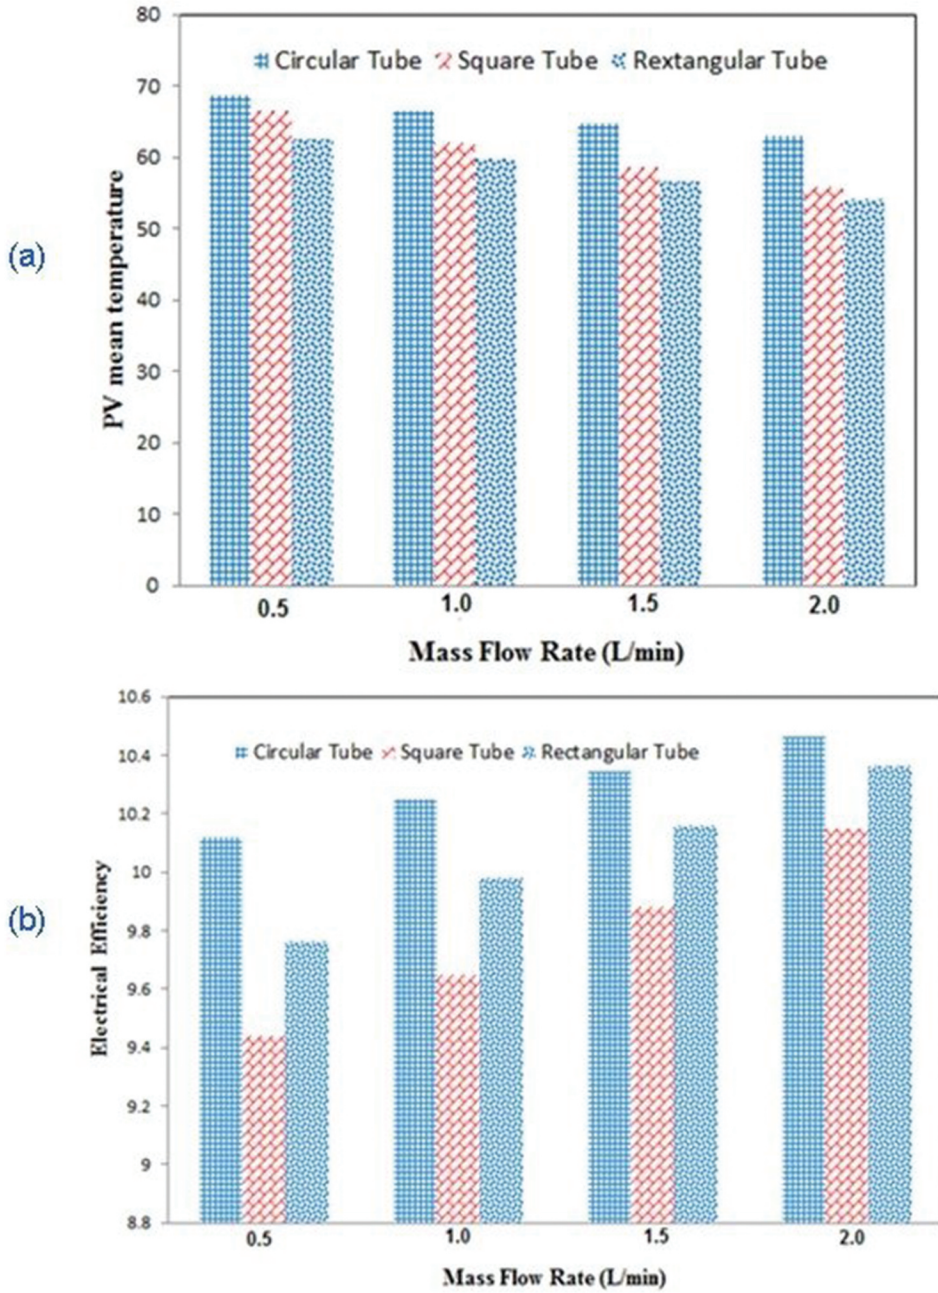 80
Circular Tube Square Tube Rextangular Tube
70
60
50
40
30
20
10
0
PV mean temperature
(a)
0.5 1.0 1.5 2.0
Mass Flow Rate (L/min)
10.6
Circular Tube Square Tube Rectangular Tube
10.4
10.2
10
9.8
9.6
9.4
9.2
9
8.8
Electrical Efficiency
(b)
0.5 1.0 1.5 2.0
Mass Flow Rate (L/min)